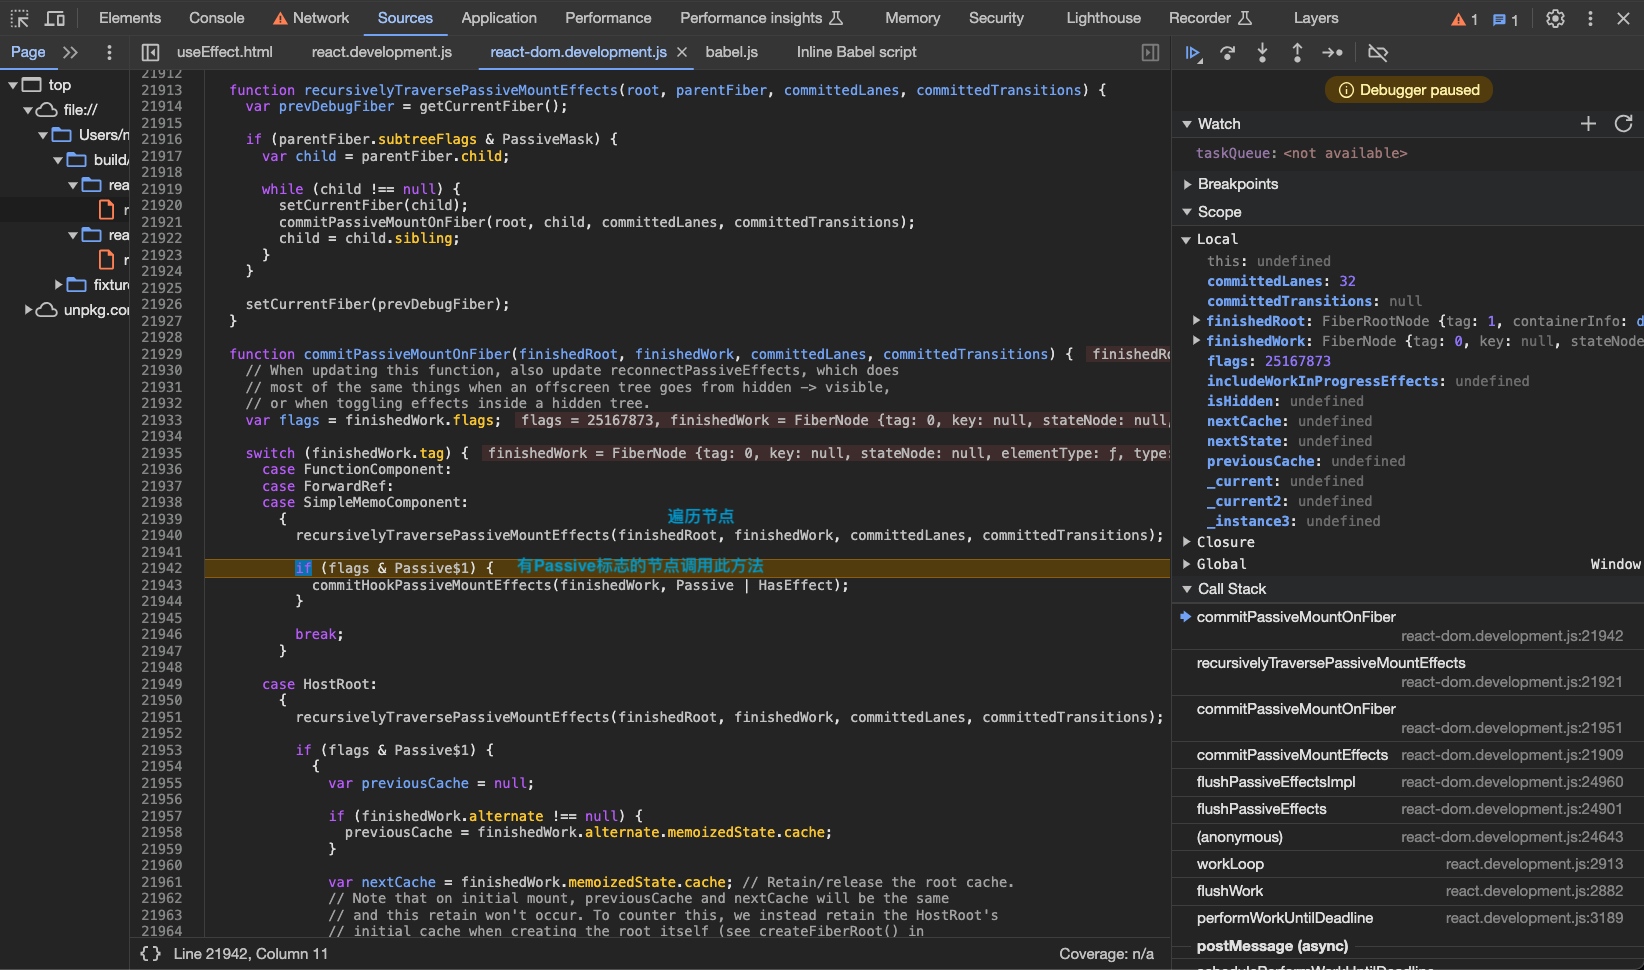 Elements Console Network Sources Application Performance Performance insights Memory Security Lighthouse Recorder Layers 1 1
Page useEffect.html react.development.js react-dom.development.js babel.js Inline Babel script
top
file://
Users/
build/
rea
rea
fixture
unpkg.co
21912
21913 function recursivelyTraversePassiveMountEffects(root, parentFiber, committedLanes, committedTransitions) {
21914 var prevDebugFiber = getCurrentFiber();
21915
21916 if (parentFiber.subtreeFlags & PassiveMask) {
21917 var child = parentFiber.child;
21918
21919 while (child !== null) {
21920 setCurrentFiber(child);
21921 commitPassiveMountOnFiber(root, child, committedLanes, committedTransitions);
21922 child = child.sibling;
21923 }
21924 }
21925
21926 setCurrentFiber(prevDebugFiber);
21927 }
21928
21929 function commitPassiveMountOnFiber(finishedRoot, finishedWork, committedLanes, committedTransitions) { finishedRo
21930 // When updating this function, also update reconnectPassiveEffects, which does
21931 // most of the same things when an offscreen tree goes from hidden -> visible,
21932 // or when toggling effects inside a hidden tree.
21933 var flags = finishedWork.flags; flags = 25167873, finishedWork = FiberNode {tag: 0, key: null, stateNode: null,
21934
21935 switch (finishedWork.tag) { finishedWork = FiberNode {tag: 0, key: null, stateNode: null, elementType: ƒ, type:
21936 case FunctionComponent:
21937 case ForwardRef:
21938 case SimpleMemoComponent:
21939 { 遍历节点
21940 recursivelyTraversePassiveMountEffects(finishedRoot, finishedWork, committedLanes, committedTransitions);
21941
21942 if (flags & Passive$1) { 有Passive标志的节点调用此方法
21943 commitHookPassiveMountEffects(finishedWork, Passive | HasEffect);
21944 }
21945
21946 break;
21947 }
21948
21949 case HostRoot:
21950 {
21951 recursivelyTraversePassiveMountEffects(finishedRoot, finishedWork, committedLanes, committedTransitions);
21952
21953 if (flags & Passive$1) {
21954 {
21955 var previousCache = null;
21956
21957 if (finishedWork.alternate !== null) {
21958 previousCache = finishedWork.alternate.memoizedState.cache;
21959 }
21960
21961 var nextCache = finishedWork.memoizedState.cache; // Retain/release the root cache.
21962 // Note that on initial mount, previousCache and nextCache will be the same
21963 // and this retain won't occur. To counter this, we instead retain the HostRoot's
21964 // initial cache when creating the root itself (see createFiberRoot() in
{} Line 21942, Column 11 Coverage: n/a
Debugger paused
Watch
taskQueue: <not available>
Breakpoints
Scope
Local
this: undefined
committedLanes: 32
committedTransitions: null
finishedRoot: FiberRootNode {tag: 1, containerInfo: d
finishedWork: FiberNode {tag: 0, key: null, stateNode
flags: 25167873
includeWorkInProgressEffects: undefined
isHidden: undefined
nextCache: undefined
nextState: undefined
previousCache: undefined
_current: undefined
_current2: undefined
_instance3: undefined
Closure
Global Window
Call Stack
commitPassiveMountOnFiber
react-dom.development.js:21942
recursivelyTraversePassiveMountEffects
react-dom.development.js:21921
commitPassiveMountOnFiber
react-dom.development.js:21951
commitPassiveMountEffects react-dom.development.js:21909
flushPassiveEffectsImpl react-dom.development.js:24960
flushPassiveEffects react-dom.development.js:24901
(anonymous) react-dom.development.js:24643
workLoop react.development.js:2913
flushWork react.development.js:2882
performWorkUntilDeadline react.development.js:3189
postMessage (async)